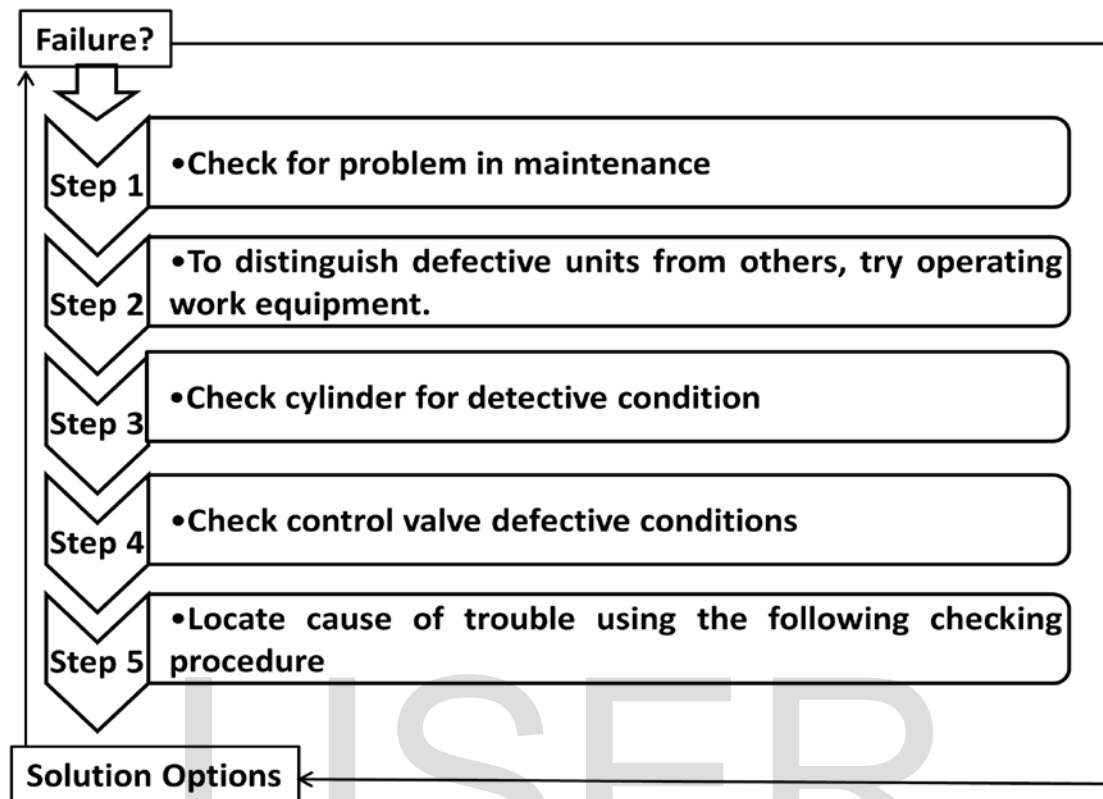 Failure?
Step 1
•Check for problem in maintenance
Step 2
•To distinguish defective units from others, try operating
work equipment.
Step 3
•Check cylinder for detective condition
Step 4
•Check control valve defective conditions
Step 5
•Locate cause of trouble using the following checking
procedure
Solution Options